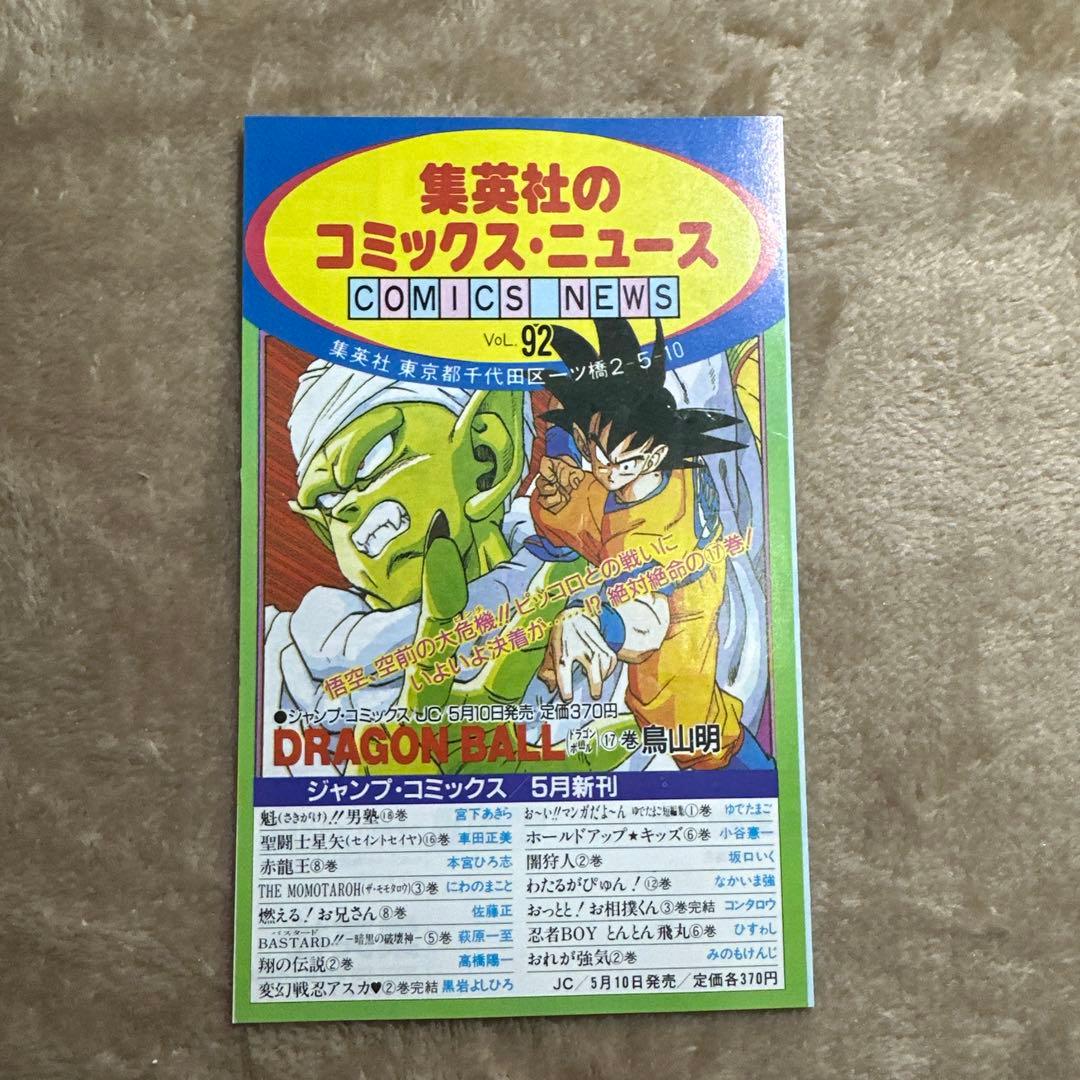 集英社の
コミックス・ニュース
COMICS NEWS
VOL. 92
集英社 東京都千代田区一ツ橋2-5-10
悟空、空前の大危機!!ピッコロとの戦いに
いよいよ決着が……!? 絶対絶命の⑰巻!
●ジャンプ・コミックス JC 5月10日発売 定価370円
DRAGON BALL ドラゴンボール ⑰巻 鳥山明
ジャンプ・コミックス/5月新刊
魁(さきがけ)!!男塾⑱巻 宮下あきら
聖闘士星矢(セイントセイヤ)⑯巻 車田正美
赤龍王⑧巻 本宮ひろ志
THE MOMOTAROH(ザ・モモタロウ)③巻 にわのまこと
燃える!お兄さん⑧巻 佐藤正
バスタード
BASTARD!!−暗黒の破壊神−⑤巻 萩原一至
翔の伝説②巻 高橋陽一
変幻戦忍アスカ♥②巻完結 黒岩よしひろ
お〜い!!マンガだよ〜ん ゆでたまご短編集①巻 ゆでたまご
ホールドアップ★キッズ⑥巻 小谷憲一
闇狩人②巻 坂口いく
わたるがぴゅん!⑫巻 なかいま強
おっと!お相撲くん③巻完結 コンタロウ
忍者BOY とんとん飛丸⑥巻 ひすゎし
おれが強気②巻 みのもけんじ
JC/5月10日発売/定価各370円